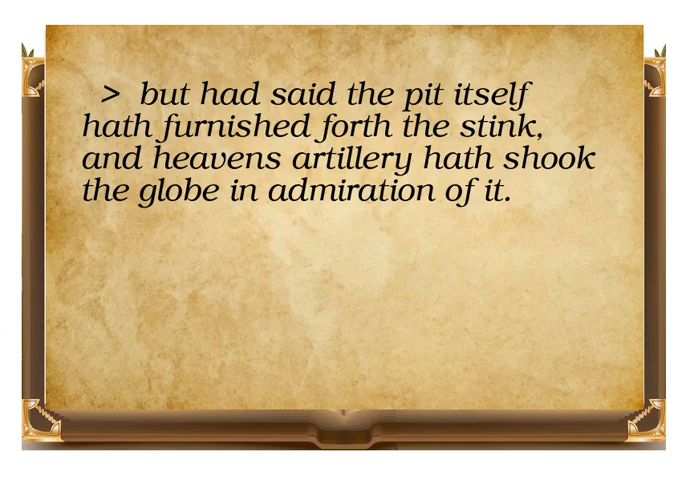 > but had said the pit itself
hath furnished forth the stink,
and heavens artillery hath shook
the globe in admiration of it.